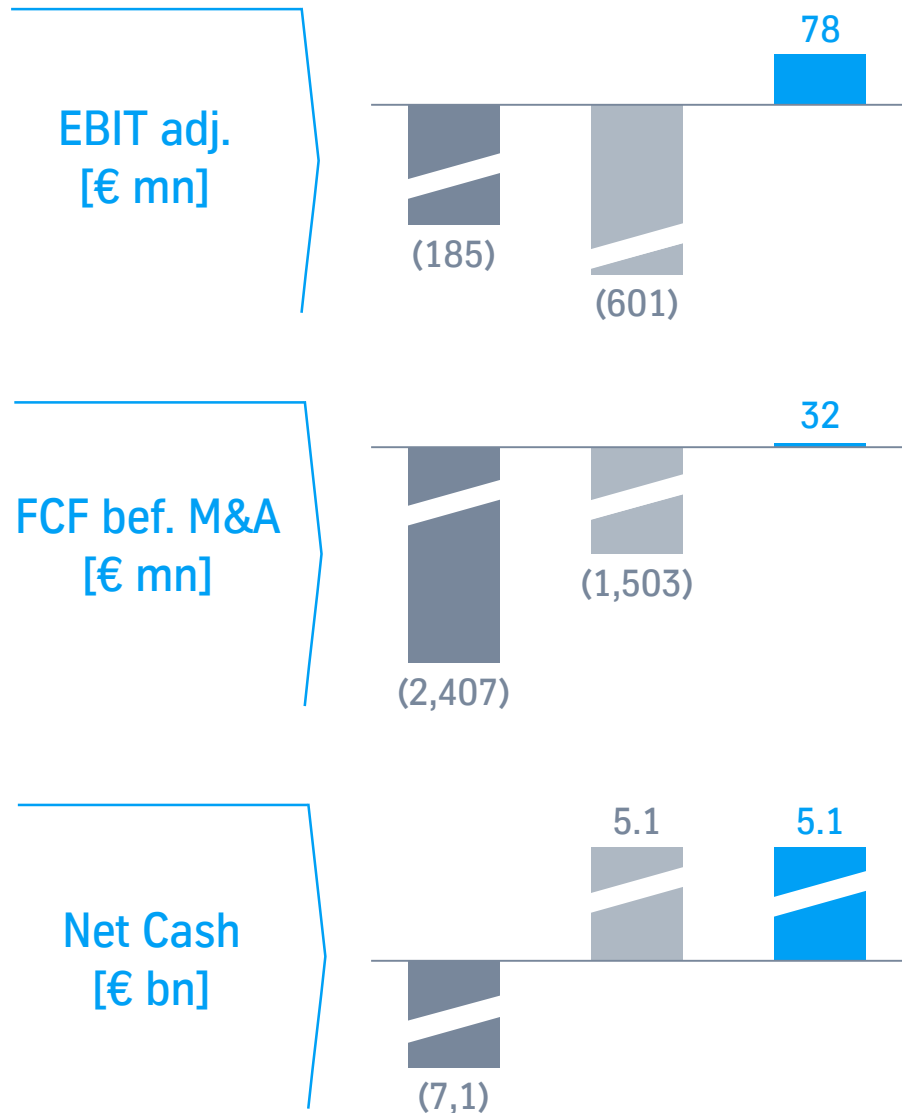 78
EBIT adj.
[€ mn]
(185)
(601)
32
FCF bef. M&A
[€ mn]
(1,503)
(2,407)
5.1
5.1
Net Cash
[€ bn]
(7,1)